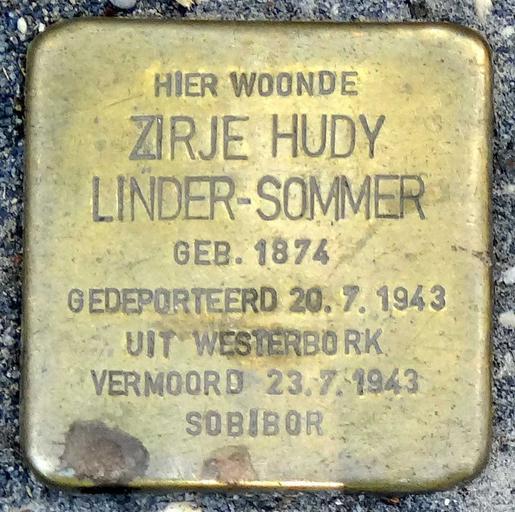 HIER WOONDE
ZIRJE HUDY
LINDER-SOMMER
GEB. 1874
GEDEPORTEERD 20.7.1943
UIT WESTERBORK
VERMOORD 23.7.1943
SOBIBOR